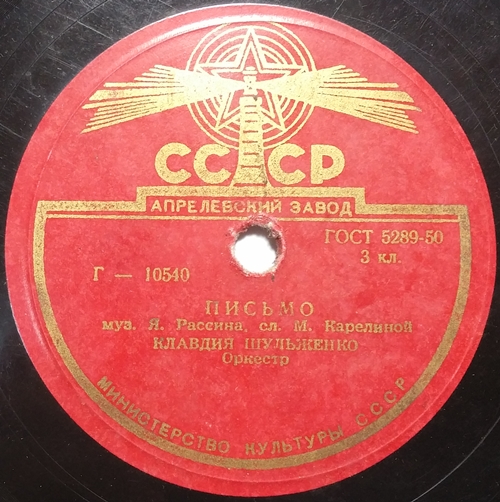 СССР
АПРЕЛЕВСКИЙ ЗАВОД
ГОСТ 5289-50
3 кл.
Г — 10540
ПИСЬМО
муз. Я. Рассина, сл. М. Карелиной
КЛАВДИЯ ШУЛЬЖЕНКО
Оркестр
МИНИСТЕРСТВО КУЛЬТУРЫ СССР